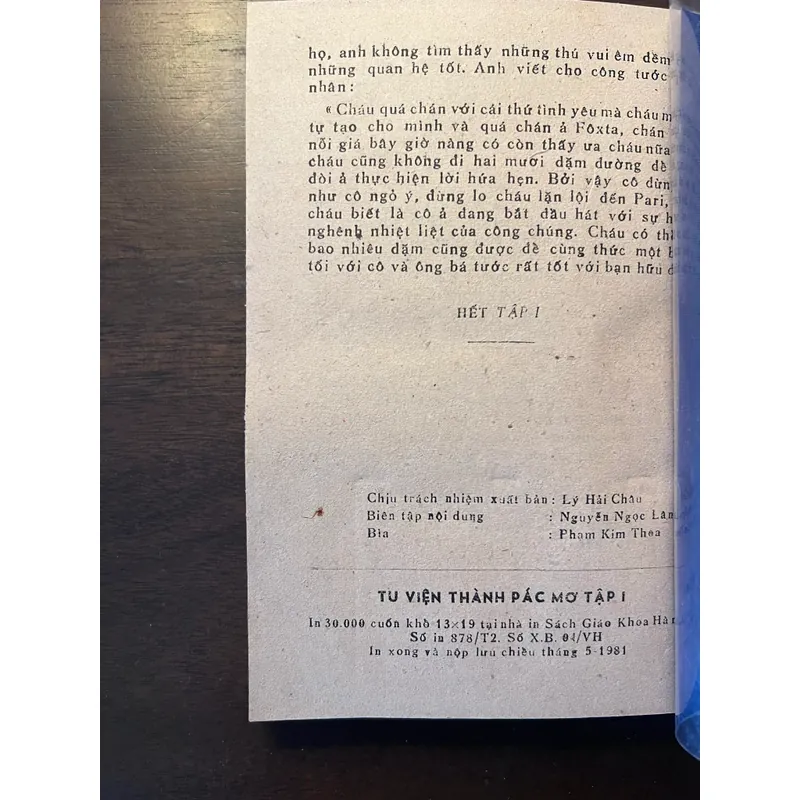 họ, anh không tìm thấy những thú vui êm đềm
những quan hệ tốt. Anh viết cho công tước
nhân :
« Cháu quá chán với cái thứ tình yêu mà cháu
tự tạo cho mình và quá chán ả Fôxta, chán
nỗi giá bây giờ nàng có còn thấy ưa cháu nữa
cháu cũng không đi hai mươi dặm đường để
đòi ả thực hiện lời hứa hẹn. Bởi vậy cô đừn
như cô ngỏ ý, đừng lo cháu lặn lội đến Pari,
cháu biết là cô ả đang bắt đầu hát với sự h
nghênh nhiệt liệt của công chúng. Cháu có th
bao nhiêu dặm cũng được để cùng thức một
tối với cô và ông bá tước rất tốt với bạn hữu
HẾT TẬP I
Chịu trách nhiệm xuất bản : Lý Hải Châu
Biên tập nội dung : Nguyễn Ngọc Lân
Bìa : Phạm Kim Thoa
TU VIỆN THÀNH PÁC MƠ TẬP I
In 30.000 cuốn khổ 13×19 tại nhà in Sách Giáo Khoa Hà
Số in 878/T2. Số X.B. 04/VH
In xong và nộp lưu chiểu tháng 5-1981